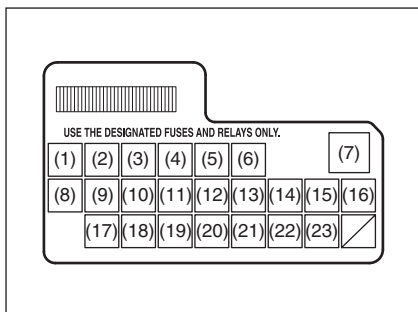 USE THE DESIGNATED FUSES AND RELAYS ONLY.
(1) (2) (3) (4) (5) (6) (7)
(8) (9) (10) (11) (12) (13) (14) (15) (16)
(17) (18) (19) (20) (21) (22) (23)